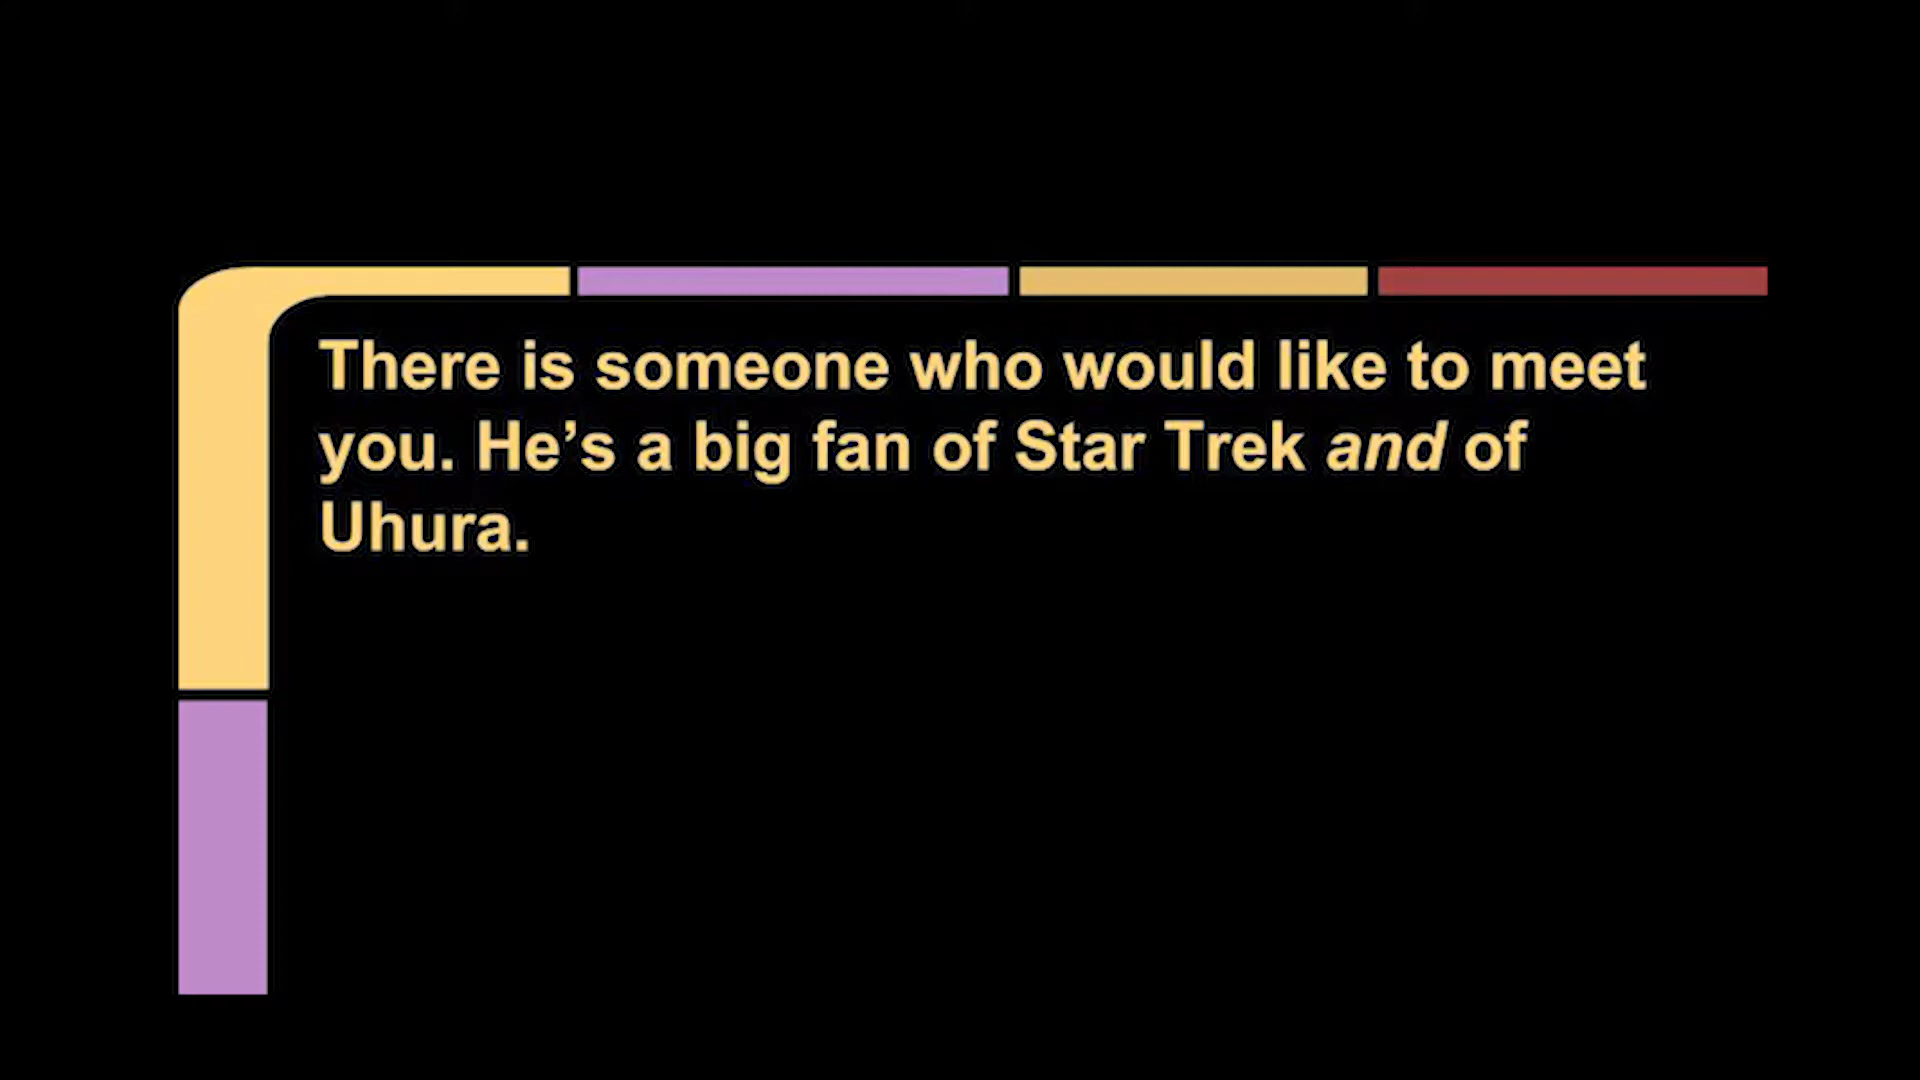 There is someone who would like to meet
you. He’s a big fan of Star Trek and of
Uhura.